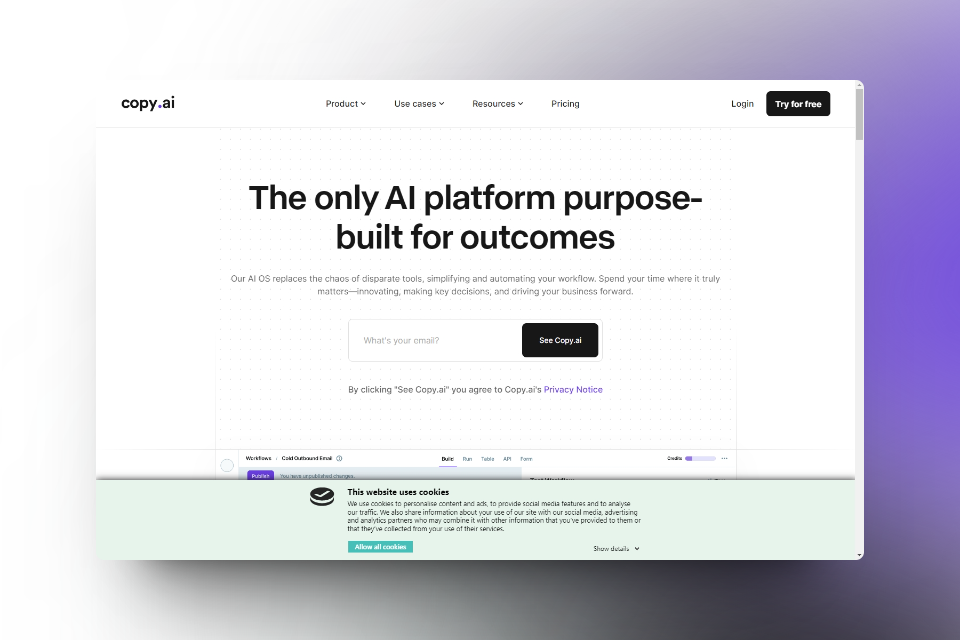 copy.ai
Product
Use cases
Resources
Pricing
Login
Try for free
The only AI platform purpose-
built for outcomes
Our AI OS replaces the chaos of disparate tools, simplifying and automating your workflow. Spend your time where it truly
matters—innovating, making key decisions, and driving your business forward.
What's your email?
See Copy.ai
By clicking "See Copy.ai" you agree to Copy.ai's Privacy Notice
Workflows
Cold Outbound Email
Build
Run
Table
API
Form
Credits
Publish
You have unpublished changes.
This website uses cookies
We use cookies to personalise content and ads, to provide social media features and to analyse
our traffic. We also share information about your use of our site with our social media, advertising
and analytics partners who may combine it with other information that you've provided to them or
that they've collected from your use of their services.
Allow all cookies
Show details